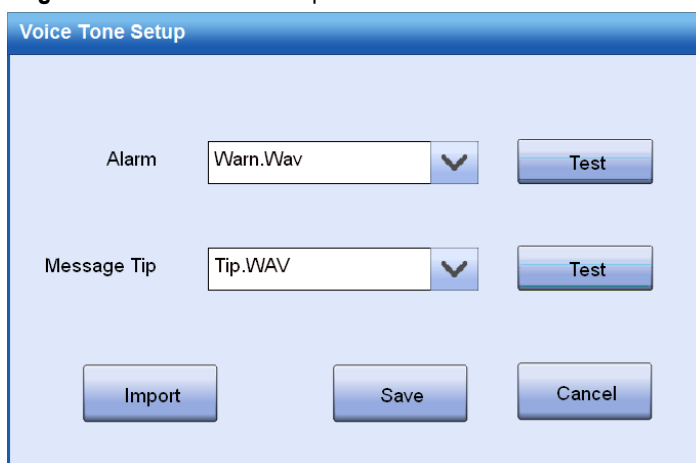 Voice Tone Setup
Alarm Warn.Wav Test
Message Tip Tip.WAV Test
Import Save Cancel